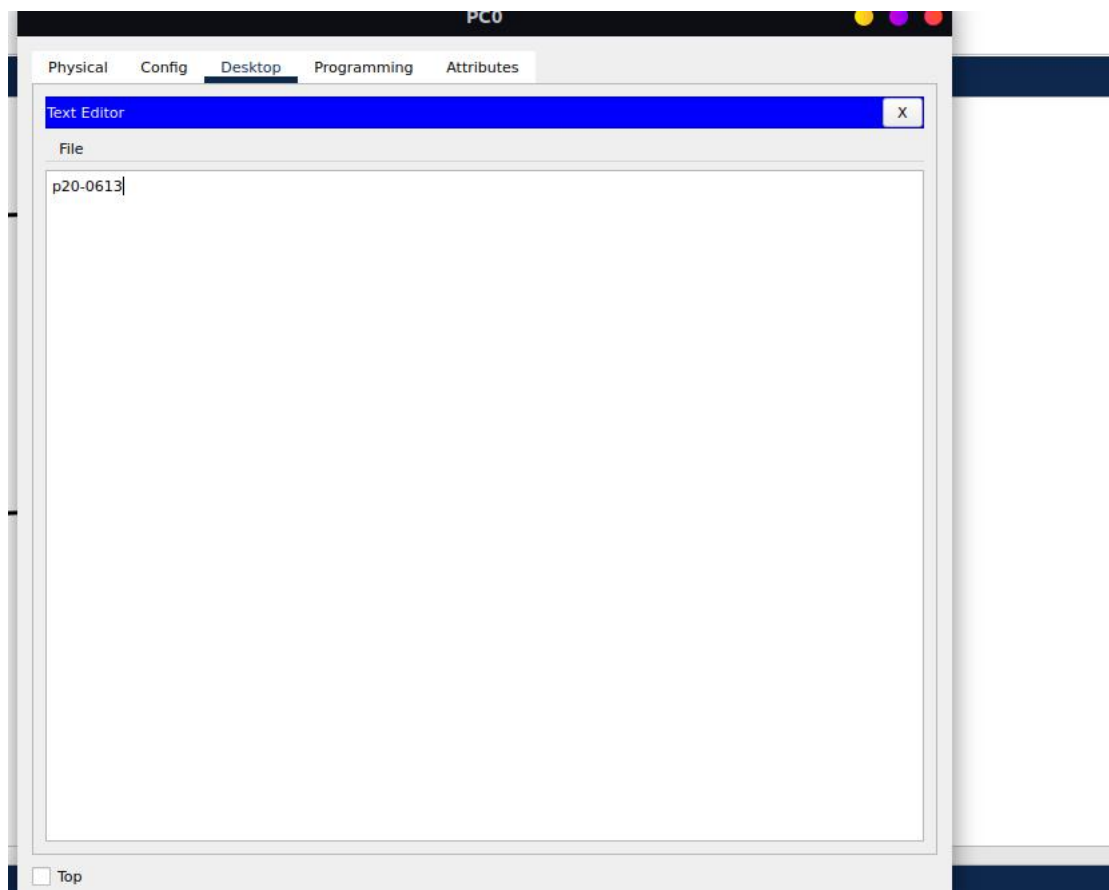 PC0
Physical Config Desktop Programming Attributes
Text Editor X
File
p20-0613
Top